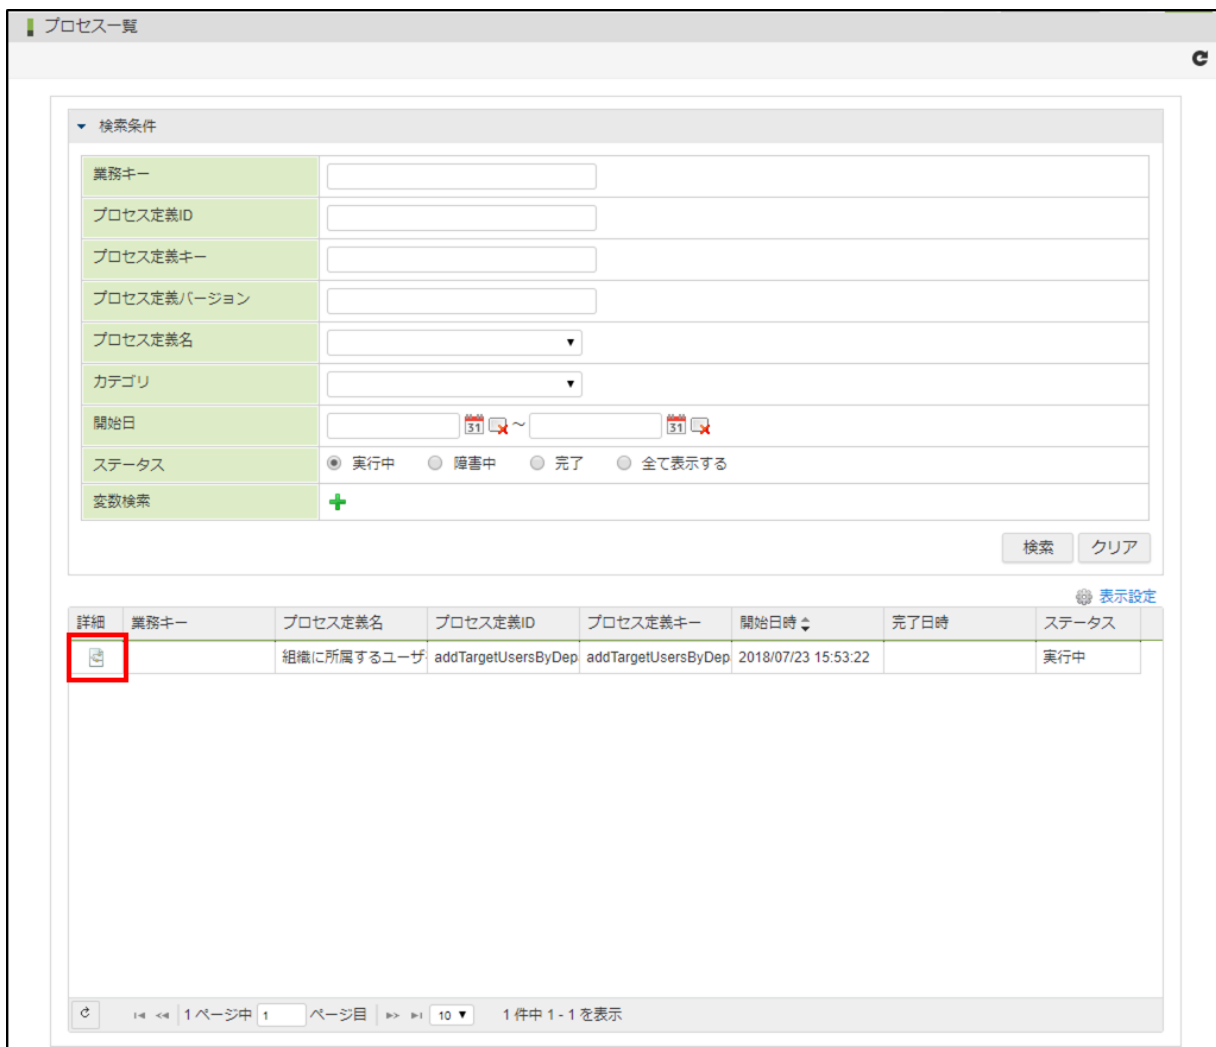 プロセス一覧
検索条件
業務キー
プロセス定義ID
プロセス定義キー
プロセス定義バージョン
プロセス定義名
カテゴリ
開始日 31 ～ 31
ステータス 実行中 障害中 完了 全て表示する
変数検索
検索 クリア
表示設定
詳細 業務キー プロセス定義名 プロセス定義ID プロセス定義キー 開始日時 完了日時 ステータス
組織に所属するユーザ addTargetUsersByDep addTargetUsersByDep 2018/07/23 15:53:22 実行中
1 ページ中 1 ページ目 10 1 件中 1 - 1 を表示